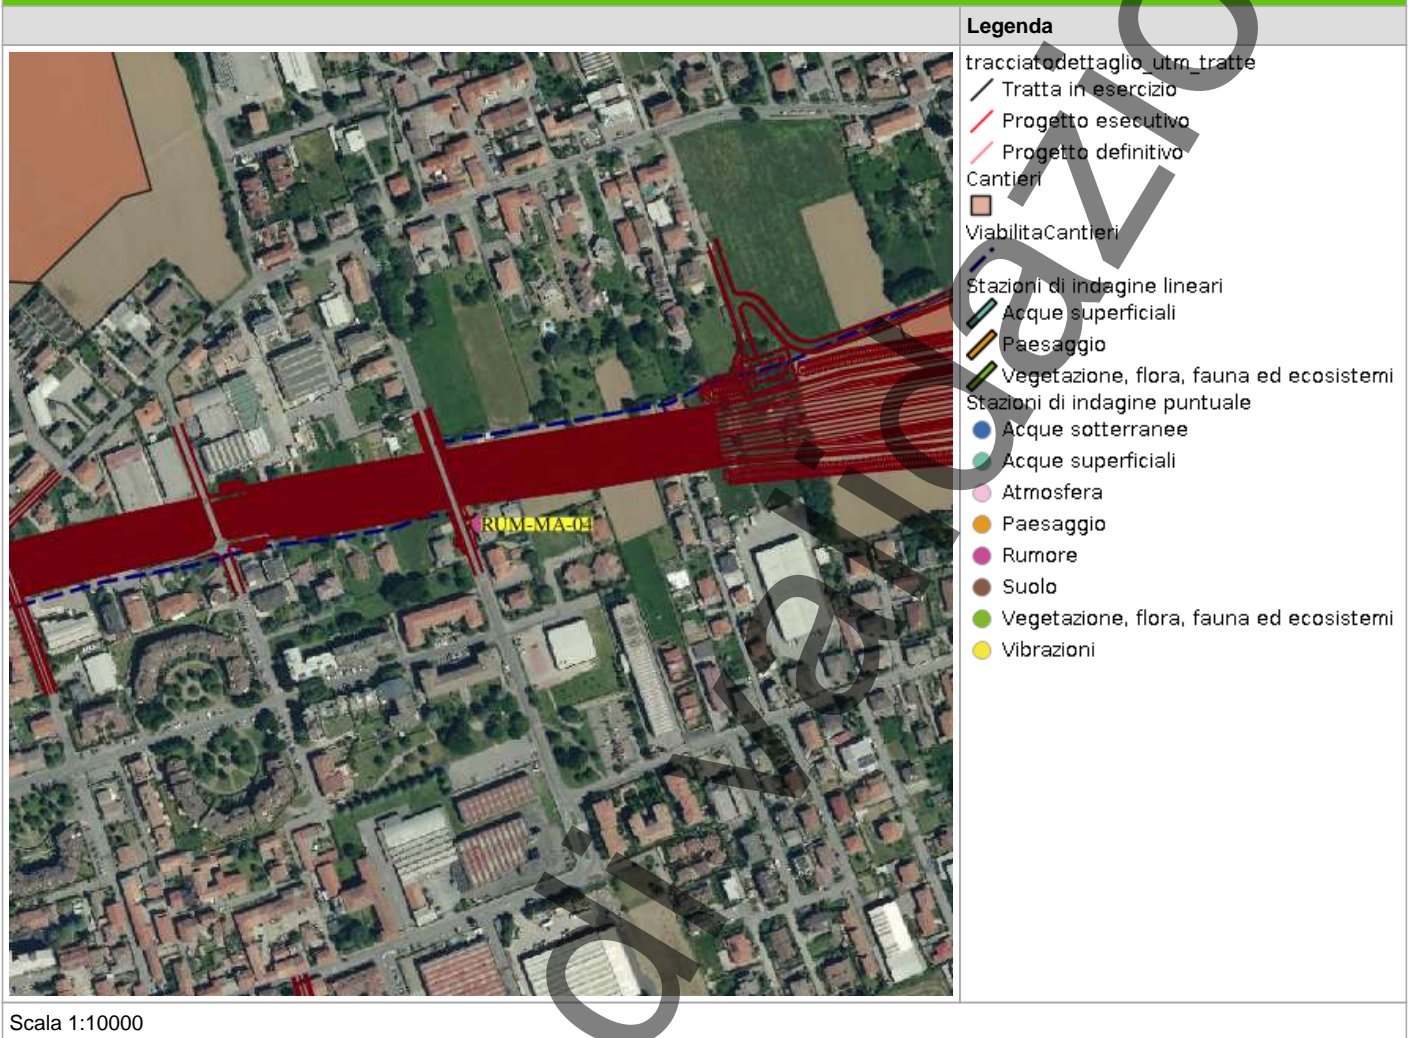 Legenda
tracciatodettaglio_utm_tratte
Tratta in esercizio
Progetto esecutivo
Progetto definitivo
Cantieri
ViabilitaCantieri
Stazioni di indagine lineari
Acque superficiali
Paesaggio
Vegetazione, flora, fauna ed ecosistemi
Stazioni di indagine puntuale
Acque sotterranee
Acque superficiali
Atmosfera
Paesaggio
Rumore
Suolo
Vegetazione, flora, fauna ed ecosistemi
Vibrazioni
RUM-MA-04
Scala 1:10000